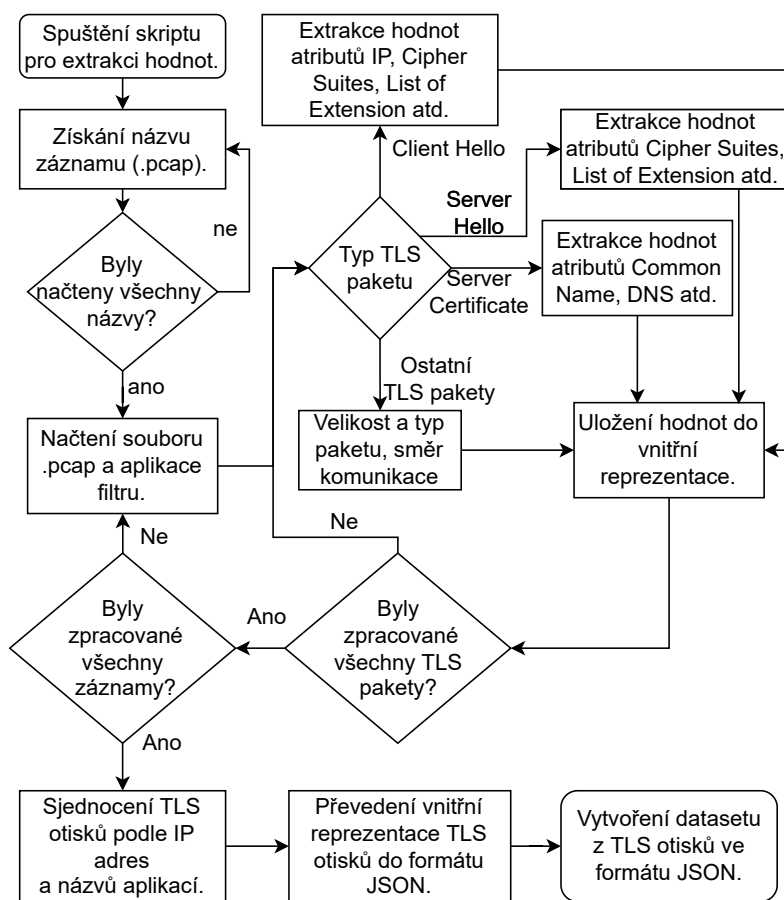 Spuštění skriptu
pro extrakci hodnot.
Získání názvu
záznamu (.pcap).
ne
Byly
načteny všechny
názvy?
ano
Načtení souboru
.pcap a aplikace
filtru.
Extrakce hodnot
atributů IP, Cipher
Suites, List of
Extension atd.
Client Hello
Extrakce hodnot
atributů Cipher Suites,
List of Extension atd.
Server
Hello
Typ TLS
paketu
Extrakce hodnot
atributů Common
Name, DNS atd.
Server
Certificate
Ostatní
TLS pakety
Velikost a typ
paketu, směr
komunikace
Uložení hodnot do
vnitřní
reprezentace.
Ne
Ne
Byly
zpracované
všechny TLS
pakety?
Ano
Byly
zpracované
všechny
záznamy?
Ano
Sjednocení TLS
otisků podle IP
adres
a názvů aplikací.
Převedení vnitřní
reprezentace TLS
otisků do formátu
JSON.
Vytvoření datasetu
z TLS otisků ve
formátu JSON.